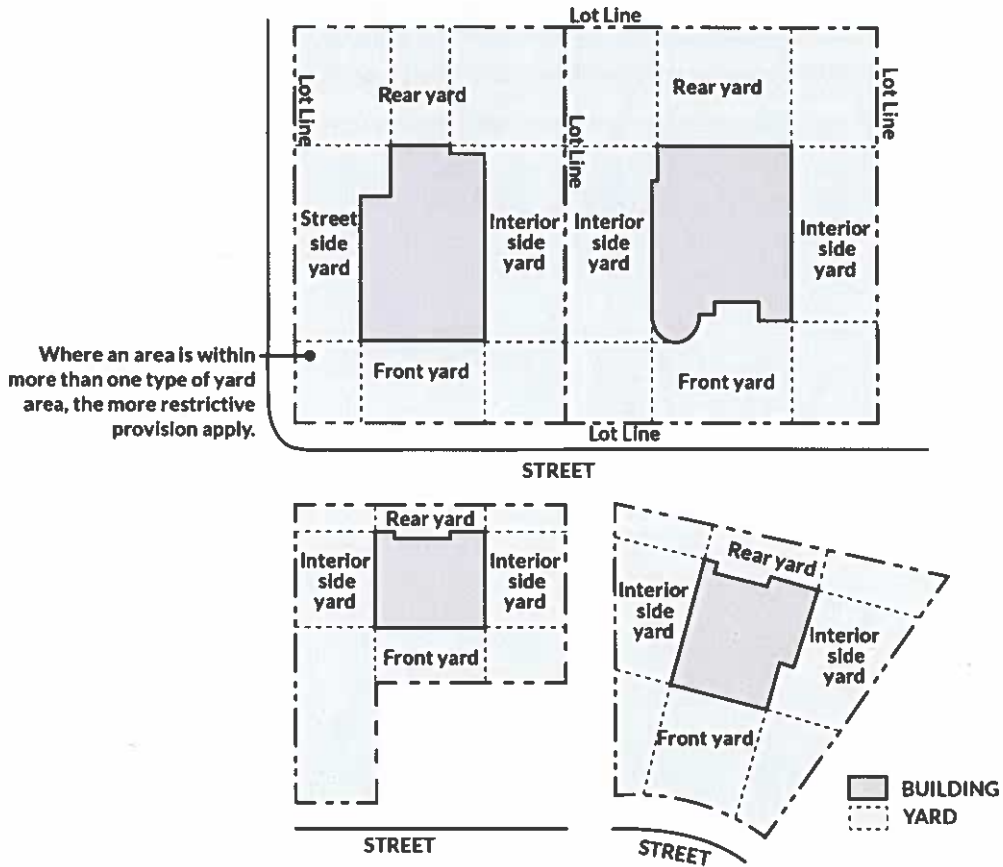 Lot Line
Lot Line
Rear yard
Lot Line
Rear yard
Lot Line
Street
side
yard
Interior
side
yard
Interior
side
yard
Interior
side
yard
Where an area is within
more than one type of yard
area, the more restrictive
provision apply.
Front yard
Front yard
Lot Line
STREET
Rear yard
Interior
side
yard
Interior
side
yard
Front yard
STREET
Rear yard
Interior
side
yard
Interior
side
yard
Front yard
STREET
BUILDING
YARD